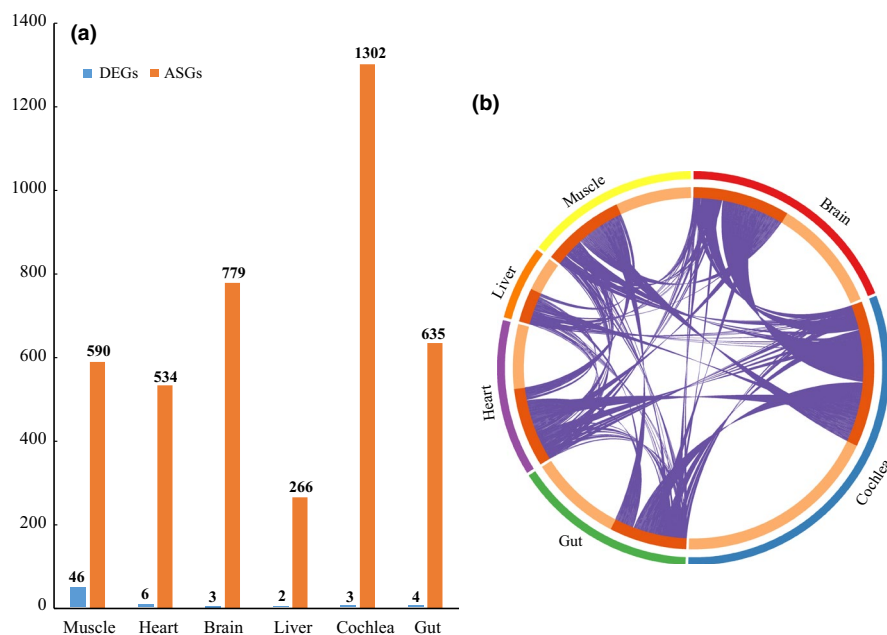 (a)
DEGs ASGs
1400
1200
1000
800
600
400
200
0
46
590
6
534
3
779
2
266
3
1302
4
635
Muscle Heart Brain Liver Cochlea Gut
(b)
Muscle
Brain
Liver
Heart
Gut
Cochlea